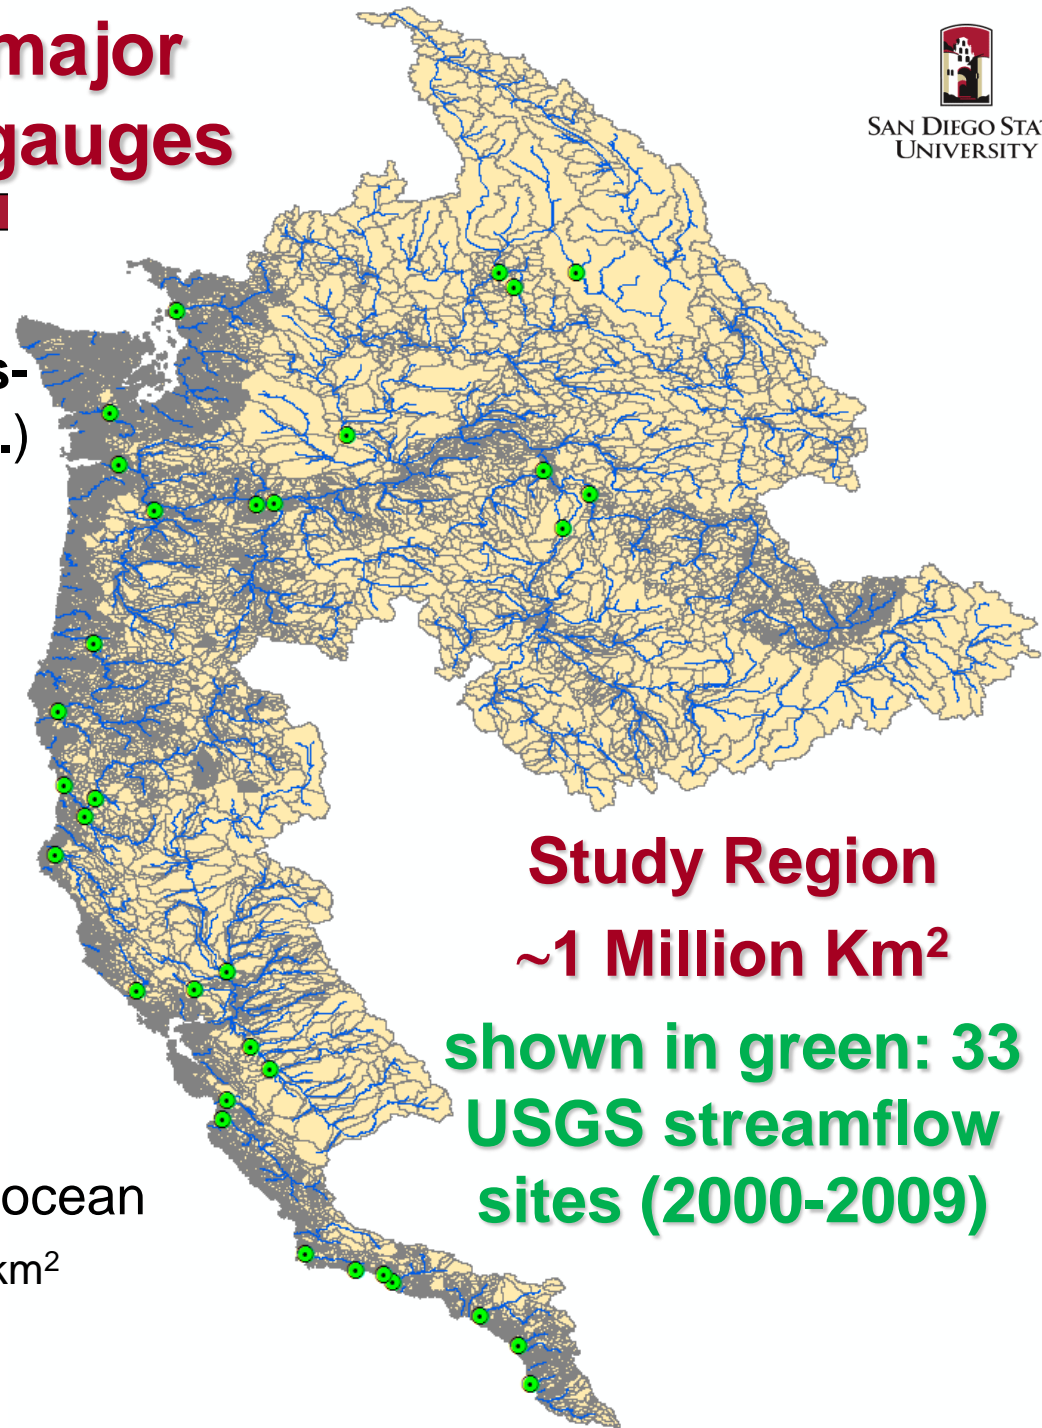 major
gauges
SAN DIEGO STAT
UNIVERSITY
s-
.)
Study Region
~1 Million Km²
shown in green: 33
USGS streamflow
sites (2000-2009)
ocean
km²